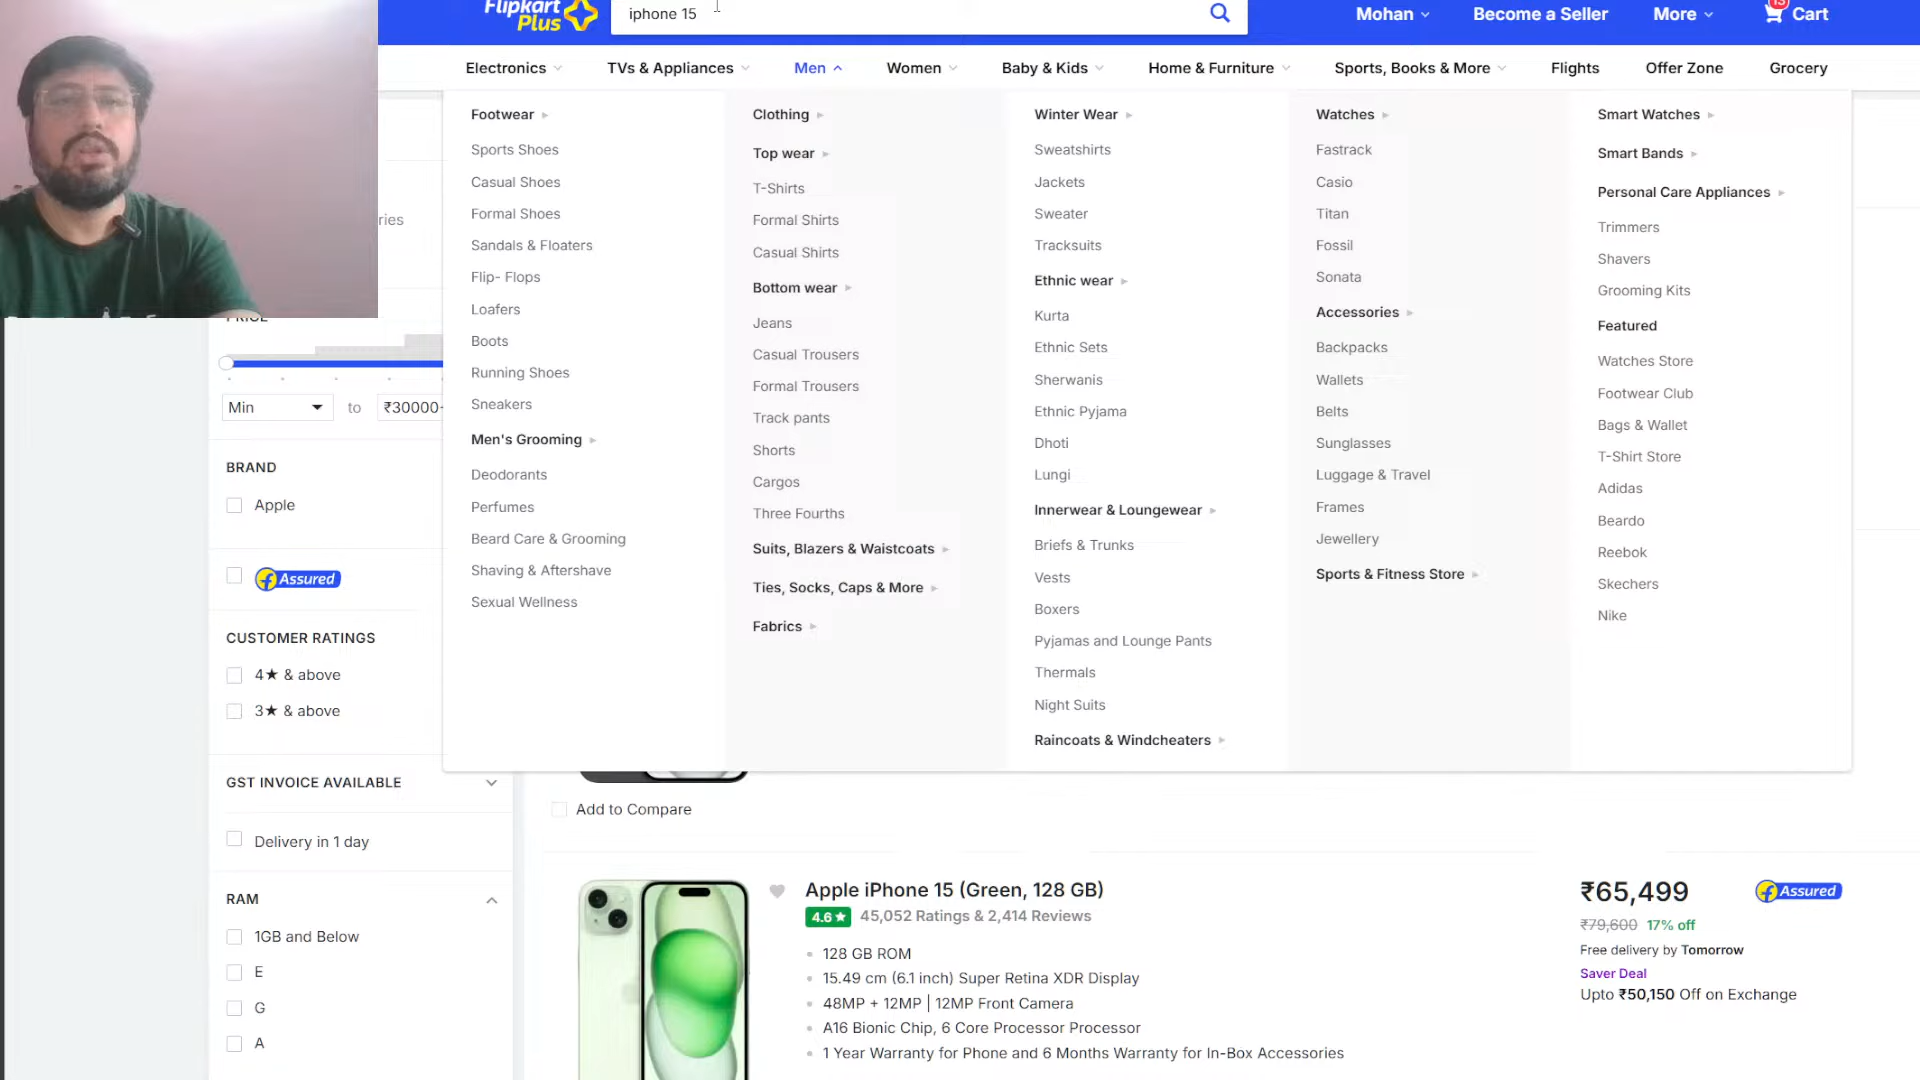 Flipkart
Plus
iphone 15
Mohan
Become a Seller
More
13
Cart
Electronics
TVs & Appliances
Men
Women
Baby & Kids
Home & Furniture
Sports, Books & More
Flights
Offer Zone
Grocery
Footwear
Sports Shoes
Casual Shoes
Formal Shoes
Sandals & Floaters
Flip- Flops
Loafers
Boots
Running Shoes
Sneakers
Men's Grooming
Deodorants
Perfumes
Beard Care & Grooming
Shaving & Aftershave
Sexual Wellness
Clothing
Top wear
T-Shirts
Formal Shirts
Casual Shirts
Bottom wear
Jeans
Casual Trousers
Formal Trousers
Track pants
Shorts
Cargos
Three Fourths
Suits, Blazers & Waistcoats
Ties, Socks, Caps & More
Fabrics
Winter Wear
Sweatshirts
Jackets
Sweater
Tracksuits
Ethnic wear
Kurta
Ethnic Sets
Sherwanis
Ethnic Pyjama
Dhoti
Lungi
Innerwear & Loungewear
Briefs & Trunks
Vests
Boxers
Pyjamas and Lounge Pants
Thermals
Night Suits
Raincoats & Windcheaters
Watches
Fastrack
Casio
Titan
Fossil
Sonata
Accessories
Backpacks
Wallets
Belts
Sunglasses
Luggage & Travel
Frames
Jewellery
Sports & Fitness Store
Smart Watches
Smart Bands
Personal Care Appliances
Trimmers
Shavers
Grooming Kits
Featured
Watches Store
Footwear Club
Bags & Wallet
T-Shirt Store
Adidas
Beardo
Reebok
Skechers
Nike
ries
PRICE
Min
to
₹30000+
BRAND
Apple
Assured
CUSTOMER RATINGS
4★ & above
3★ & above
GST INVOICE AVAILABLE
Delivery in 1 day
RAM
1GB and Below
E
G
A
Add to Compare
Apple iPhone 15 (Green, 128 GB)
4.6★ 45,052 Ratings & 2,414 Reviews
128 GB ROM
15.49 cm (6.1 inch) Super Retina XDR Display
48MP + 12MP | 12MP Front Camera
A16 Bionic Chip, 6 Core Processor Processor
1 Year Warranty for Phone and 6 Months Warranty for In-Box Accessories
₹65,499
Assured
₹79,600 17% off
Free delivery by Tomorrow
Saver Deal
Upto ₹50,150 Off on Exchange